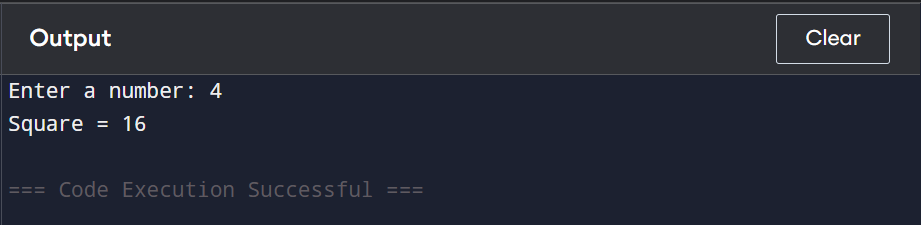 Output
Clear
Enter a number: 4
Square = 16
=== Code Execution Successful ===